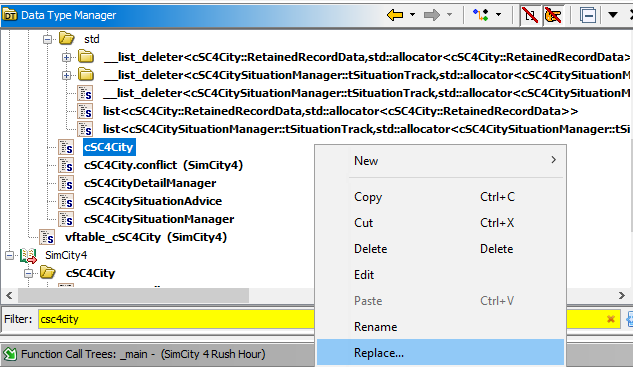 DT Data Type Manager
std
__list_deleter<cSC4City::RetainedRecordData,std::allocator<cSC4City::RetainedRecordData>
__list_deleter<cSC4CitySituationManager::tSituationTrack,std::allocator<cSC4CitySituationM
__list_deleter<cSC4CitySituationManager::tSituationTrack,std::allocator<cSC4CitySituationM
list<cSC4City::RetainedRecordData,std::allocator<cSC4City::RetainedRecordData>>
list<cSC4CitySituationManager::tSituationTrack,std::allocator<cSC4CitySituationManager::tSi
cSC4City
cSC4City.conflict (SimCity4)
cSC4CityDetailManager
cSC4CitySituationAdvice
cSC4CitySituationManager
vftable_cSC4City (SimCity4)
SimCity4
cSC4City
New
Copy Ctrl+C
Cut Ctrl+X
Delete Delete
Edit
Paste Ctrl+V
Rename
Replace...
Filter: csc4city
Function Call Trees: _main - (SimCity 4 Rush Hour)